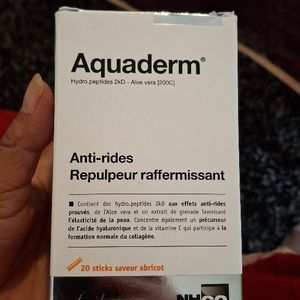 Aquaderm®
Hydro.peptides 2kD - Aloe vera [200C]
Anti-rides
Repulpeur raffermissant
■ Contient des hydro.peptides 2kD aux effets anti-rides
prouvés, de l'Aloe vera et un extrait de grenade favorisant
l'élasticité de la peau. Concentre également un précurseur
de l'acide hyaluronique et de la vitamine C qui participe à la
formation normale du collagène.
20 sticks saveur abricot
NHCO